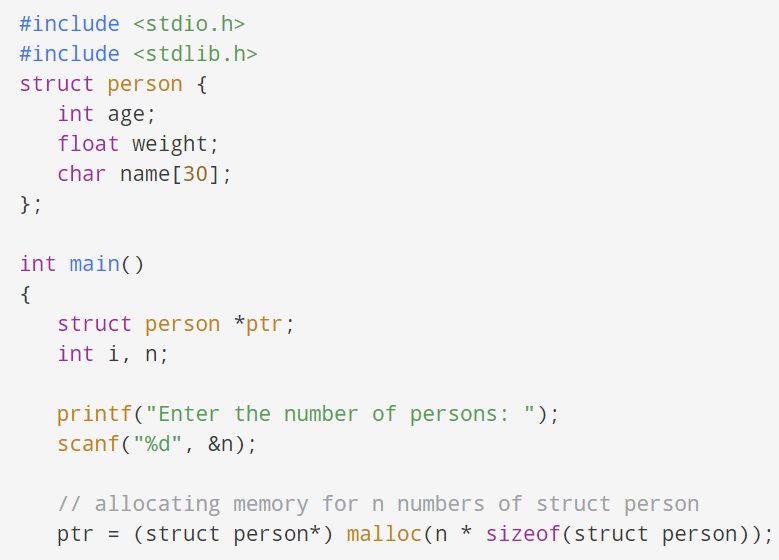 #include <stdio.h>
#include <stdlib.h>
struct person {
   int age;
   float weight;
   char name[30];
};

int main()
{
   struct person *ptr;
   int i, n;

   printf("Enter the number of persons: ");
   scanf("%d", &n);

   // allocating memory for n numbers of struct person
   ptr = (struct person*) malloc(n * sizeof(struct person));